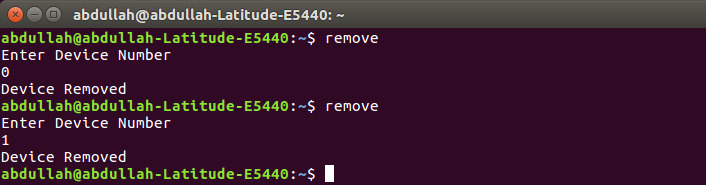 abdullah@abdullah-Latitude-E5440: ~
abdullah@abdullah-Latitude-E5440:~$ remove
Enter Device Number
0
Device Removed
abdullah@abdullah-Latitude-E5440:~$ remove
Enter Device Number
1
Device Removed
abdullah@abdullah-Latitude-E5440:~$